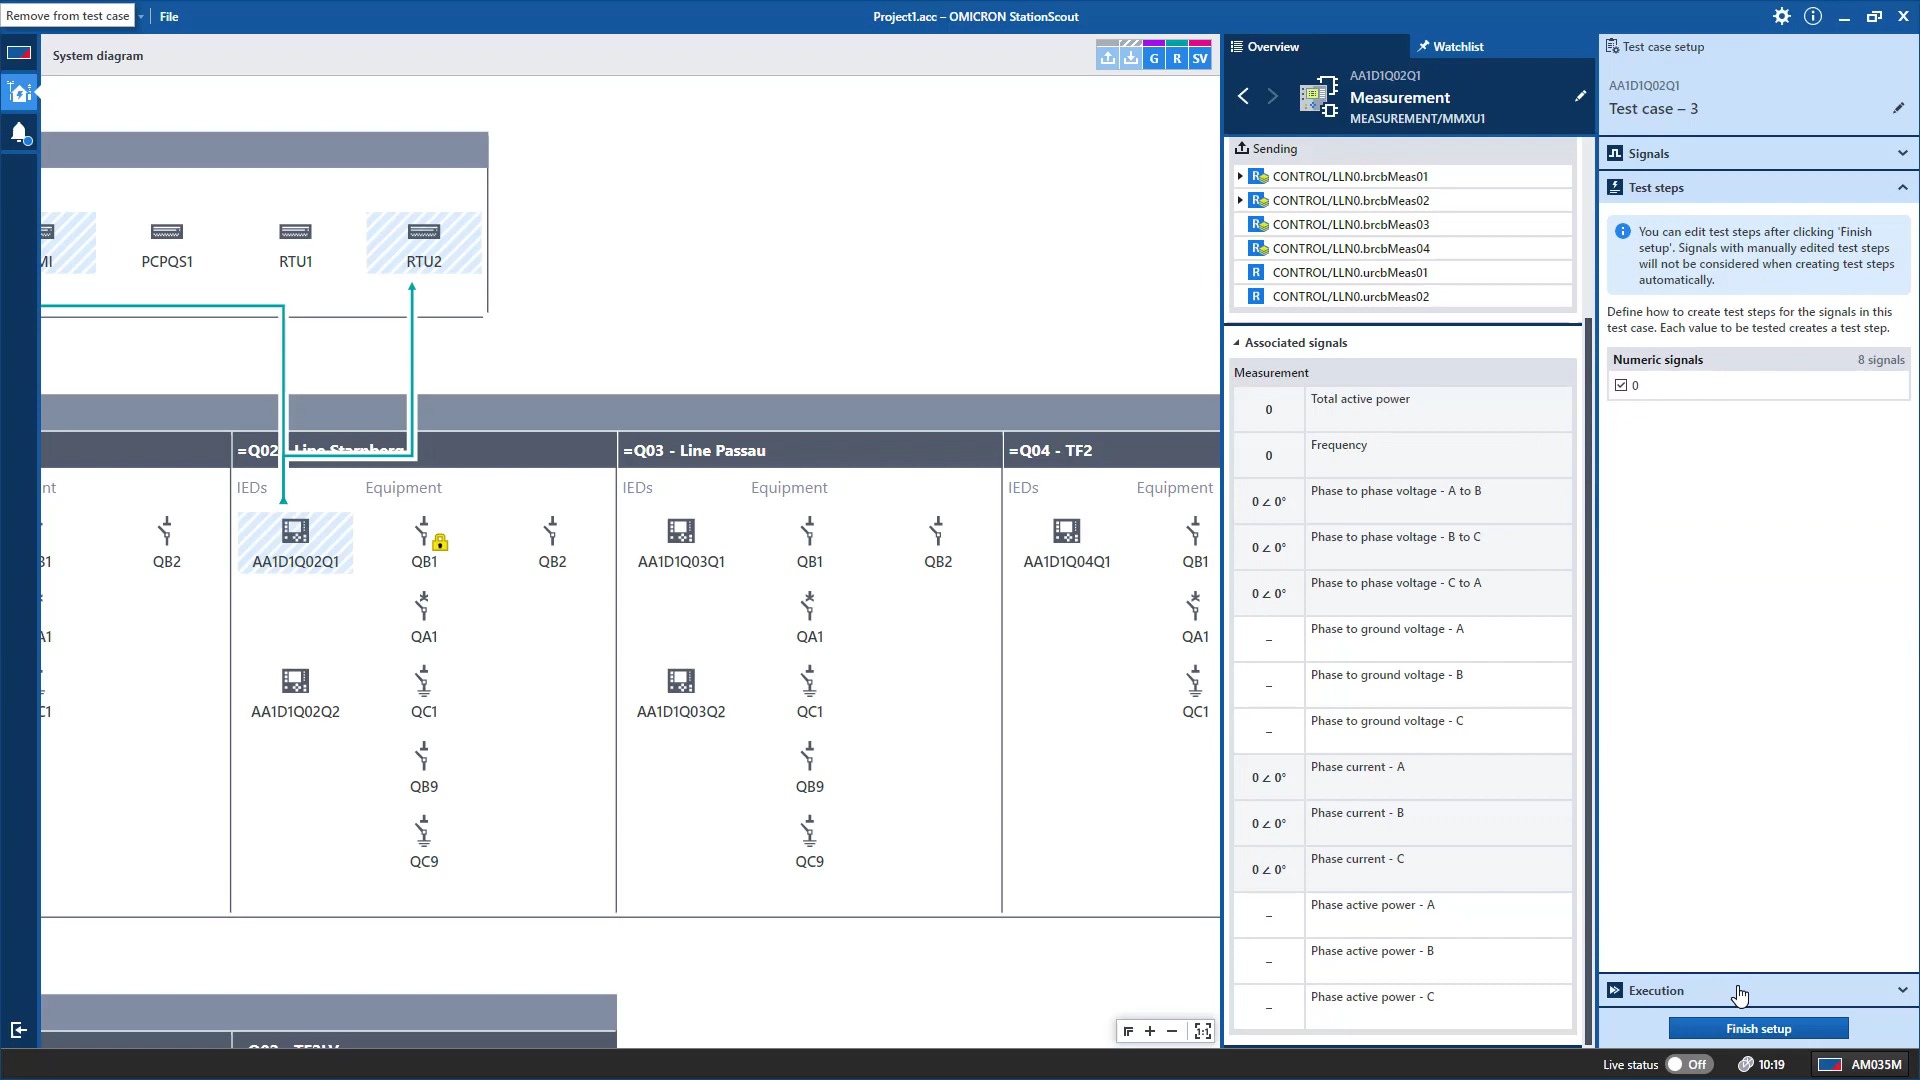 Remove from test case
File
Project1.acc – OMICRON StationScout
System diagram
G
R
SV
MI
PCPQS1
RTU1
RTU2
=Q02 - Line Starnberg
=Q03 - Line Passau
=Q04 - TF2
nt
IEDs
Equipment
IEDs
Equipment
IEDs
Equipment
B1
QB2
AA1D1Q02Q1
QB1
QB2
AA1D1Q03Q1
QB1
QB2
AA1D1Q04Q1
QB1
A1
QA1
QA1
QA1
C1
AA1D1Q02Q2
QC1
AA1D1Q03Q2
QC1
QC1
QB9
QB9
QC9
QC9
1:1
Overview
Watchlist
AA1D1Q02Q1
Measurement
MEASUREMENT/MMXU1
Sending
R CONTROL/LLN0.brcbMeas01
R CONTROL/LLN0.brcbMeas02
R CONTROL/LLN0.brcbMeas03
R CONTROL/LLN0.brcbMeas04
R CONTROL/LLN0.urcbMeas01
R CONTROL/LLN0.urcbMeas02
Associated signals
Measurement
0 Total active power
0 Frequency
0 ∠ 0° Phase to phase voltage - A to B
0 ∠ 0° Phase to phase voltage - B to C
0 ∠ 0° Phase to phase voltage - C to A
– Phase to ground voltage - A
– Phase to ground voltage - B
– Phase to ground voltage - C
0 ∠ 0° Phase current - A
0 ∠ 0° Phase current - B
0 ∠ 0° Phase current - C
– Phase active power - A
– Phase active power - B
– Phase active power - C
Test case setup
AA1D1Q02Q1
Test case – 3
Signals
Test steps
You can edit test steps after clicking 'Finish
setup'. Signals with manually edited test steps
will not be considered when creating test steps
automatically.
Define how to create test steps for the signals in this
test case. Each value to be tested creates a test step.
Numeric signals 8 signals
0
Execution
Finish setup
Live status Off 10:19 AM035M